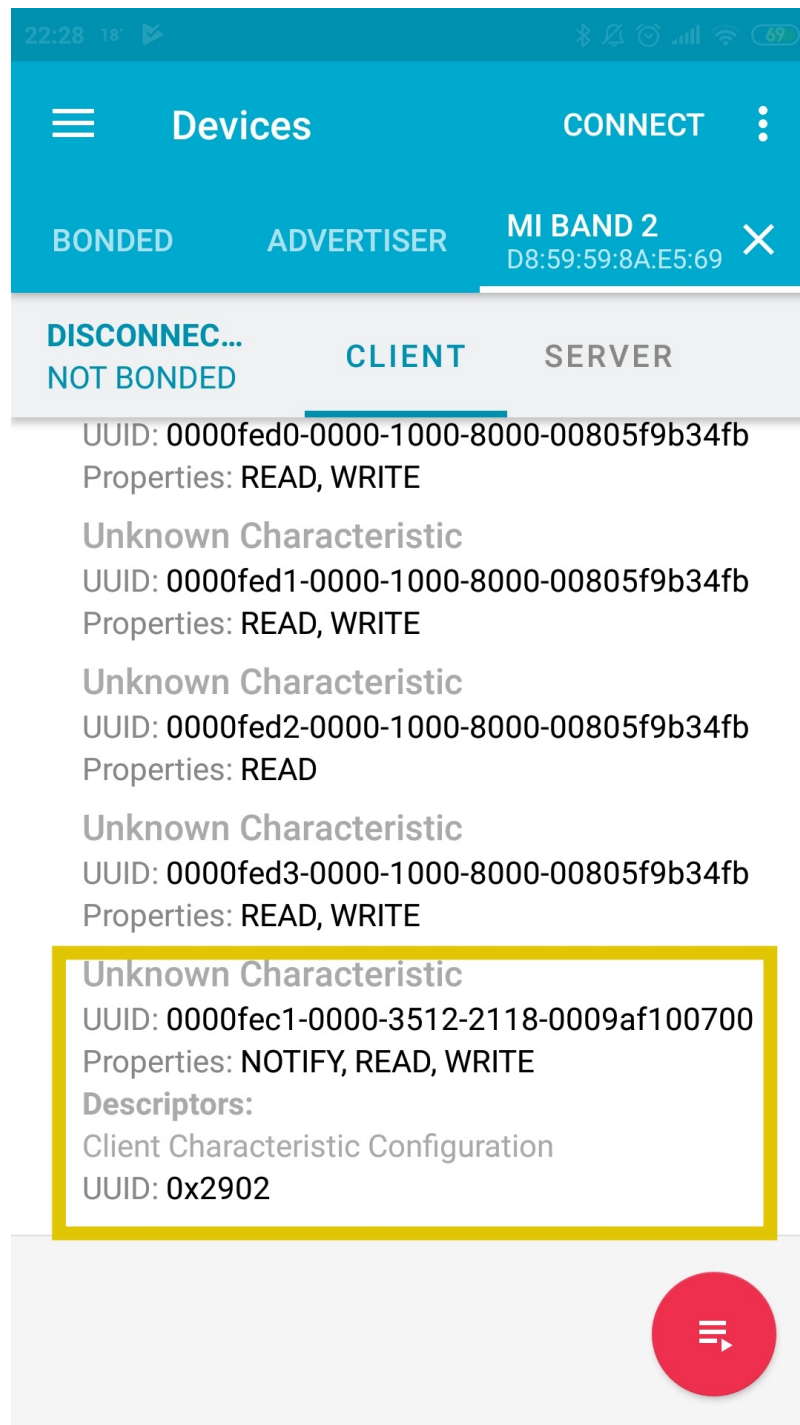 22:28 18°
69
Devices CONNECT
BONDED ADVERTISER MI BAND 2
D8:59:59:8A:E5:69
DISCONNEC...
NOT BONDED
CLIENT SERVER
UUID: 0000fed0-0000-1000-8000-00805f9b34fb
Properties: READ, WRITE
Unknown Characteristic
UUID: 0000fed1-0000-1000-8000-00805f9b34fb
Properties: READ, WRITE
Unknown Characteristic
UUID: 0000fed2-0000-1000-8000-00805f9b34fb
Properties: READ
Unknown Characteristic
UUID: 0000fed3-0000-1000-8000-00805f9b34fb
Properties: READ, WRITE
Unknown Characteristic
UUID: 0000fec1-0000-3512-2118-0009af100700
Properties: NOTIFY, READ, WRITE
Descriptors:
Client Characteristic Configuration
UUID: 0x2902